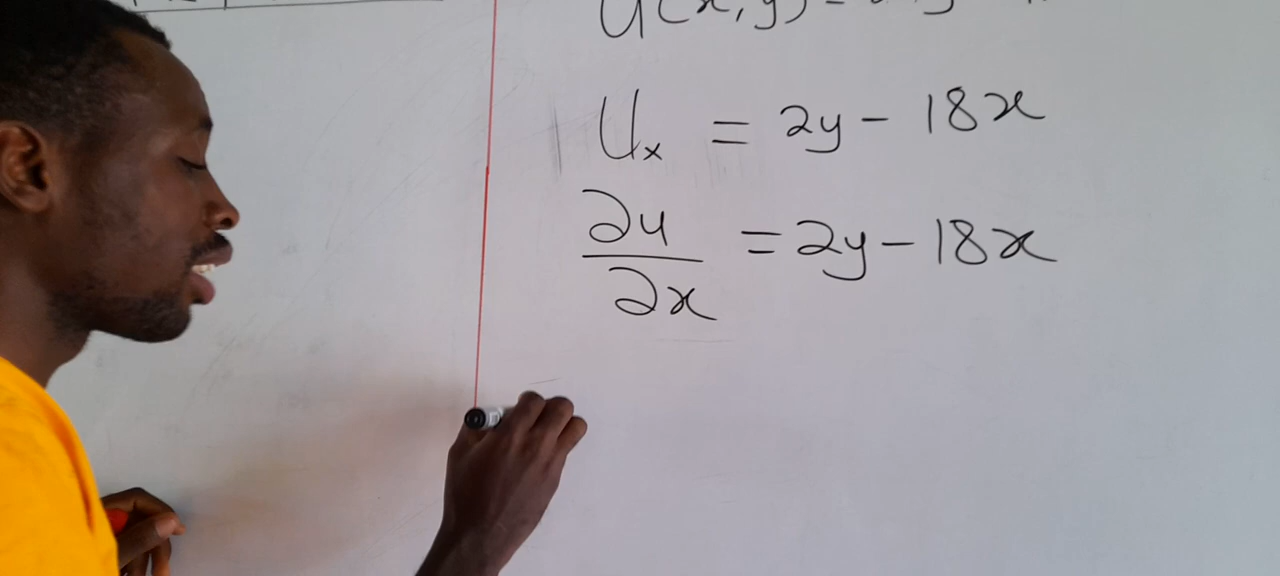 U(x,y) =
Ux = 2y - 18x
∂u/∂x = 2y - 18x